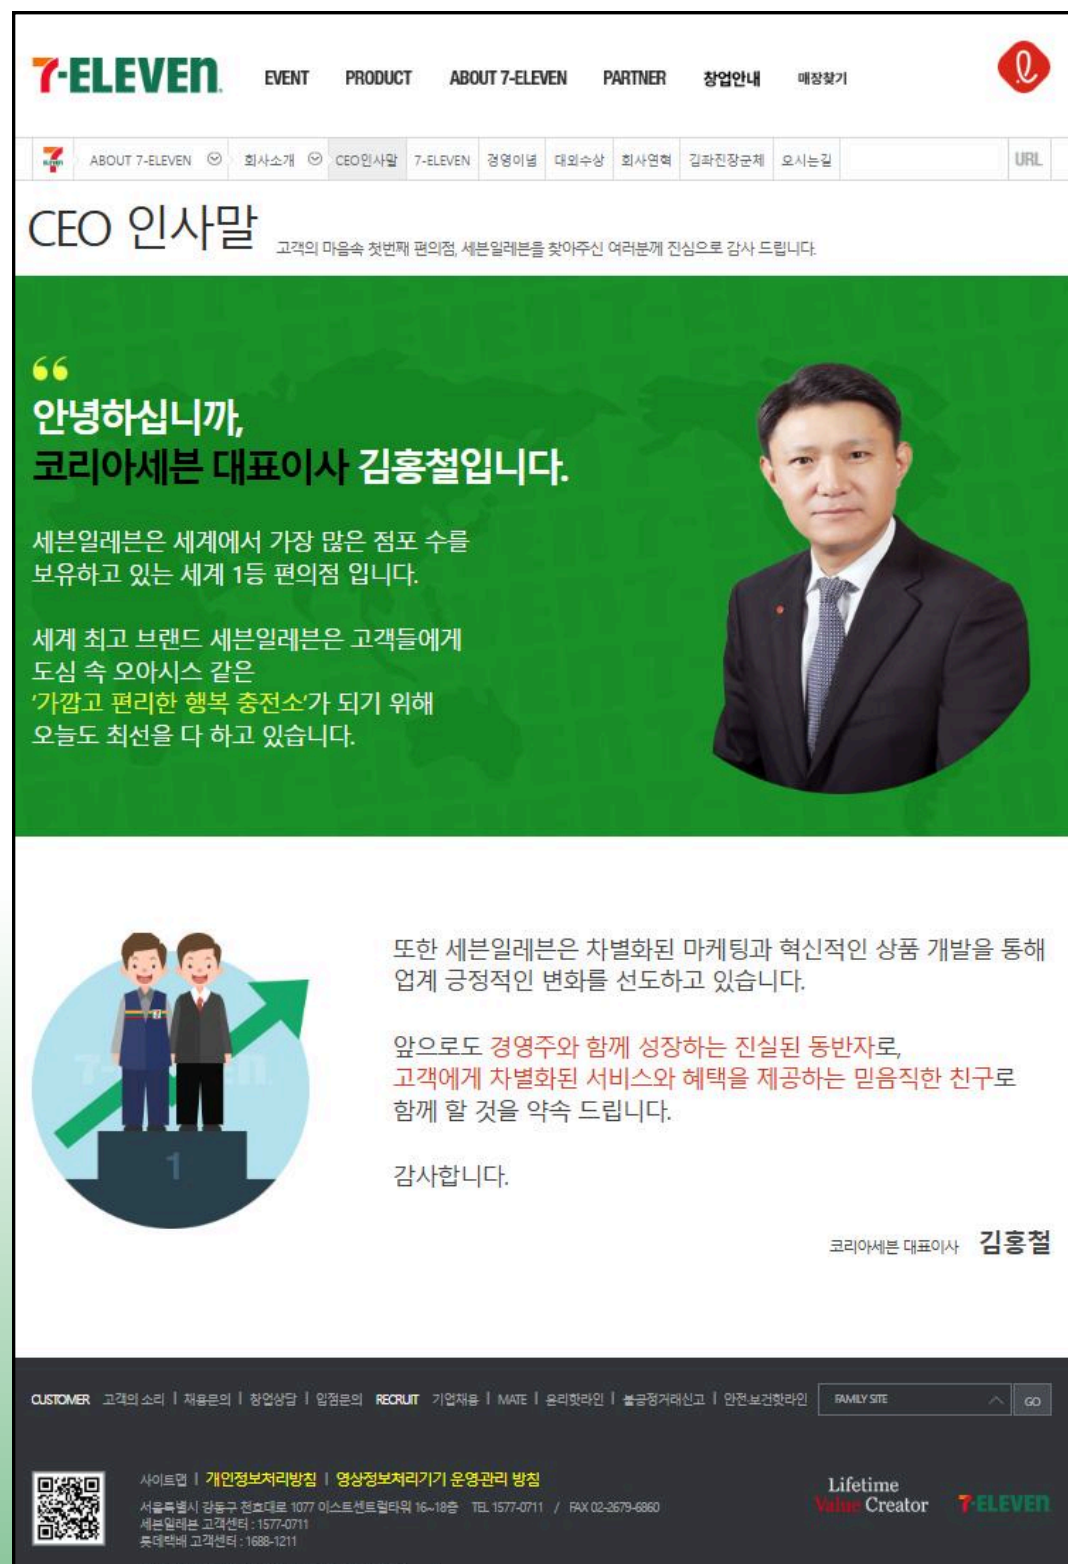 7-ELEVEN. EVENT PRODUCT ABOUT 7-ELEVEN PARTNER 창업안내 매장찾기
7 ELEVEN ABOUT 7-ELEVEN 회사소개 CEO인사말 7-ELEVEN 경영이념 대외수상 회사연혁 김좌진장군체 오시는길 URL
CEO 인사말 고객의 마음속 첫번째 편의점, 세븐일레븐을 찾아주신 여러분께 진심으로 감사 드립니다.
“
안녕하십니까,
코리아세븐 대표이사 김홍철입니다.
세븐일레븐은 세계에서 가장 많은 점포 수를
보유하고 있는 세계 1등 편의점 입니다.
세계 최고 브랜드 세븐일레븐은 고객들에게
도심 속 오아시스 같은
‘가깝고 편리한 행복 충전소’가 되기 위해
오늘도 최선을 다 하고 있습니다.
또한 세븐일레븐은 차별화된 마케팅과 혁신적인 상품 개발을 통해
업계 긍정적인 변화를 선도하고 있습니다.
앞으로도 경영주와 함께 성장하는 진실된 동반자로,
고객에게 차별화된 서비스와 혜택을 제공하는 믿음직한 친구로
함께 할 것을 약속 드립니다.
감사합니다.
1
코리아세븐 대표이사 김홍철
CUSTOMER 고객의 소리 | 채용문의 | 창업상담 | 입점문의 RECRUIT 기업채용 | MATE | 윤리핫라인 | 불공정거래신고 | 안전.보건핫라인 FAMILY SITE GO
사이트맵 | 개인정보처리방침 | 영상정보처리기기 운영관리 방침
서울특별시 강동구 천호대로 1077 이스트센트럴타워 16~18층 TEL 1577-0711 / FAX 02-2679-6860
세븐일레븐 고객센터 : 1577-0711
롯데택배 고객센터 : 1688-1211
Lifetime
Value Creator 7-ELEVEN